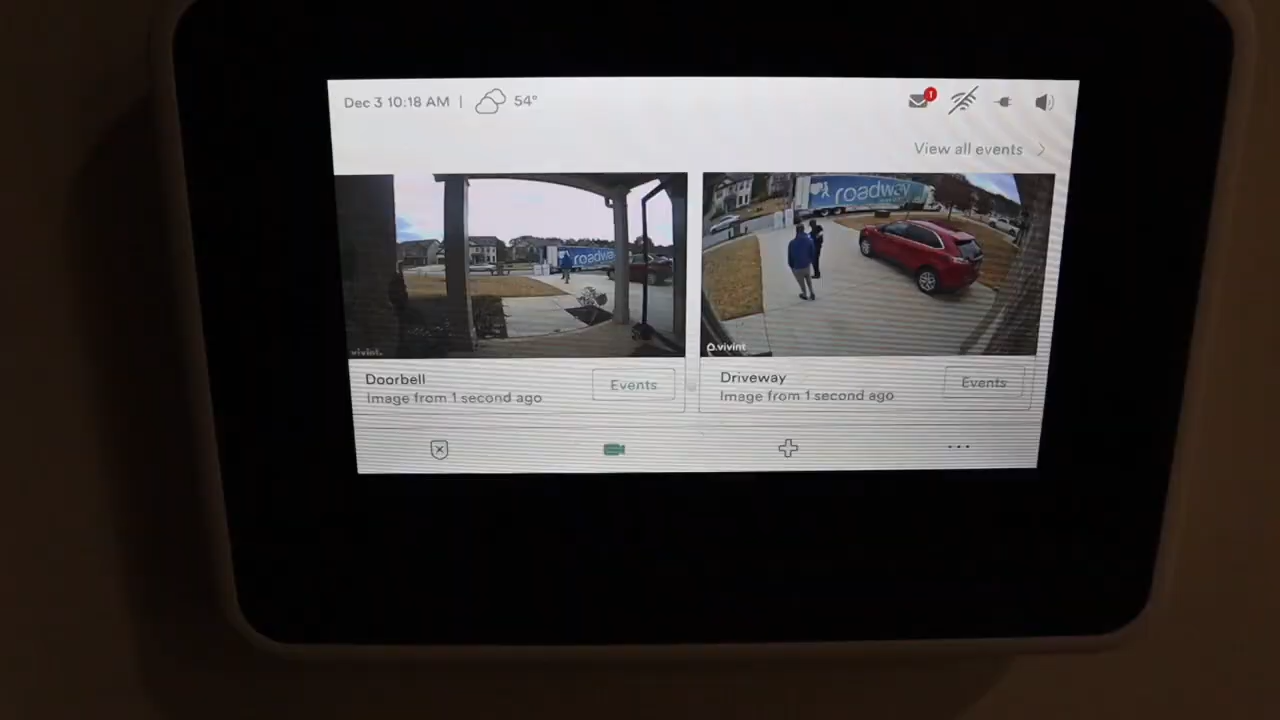 Dec 3 10:18 AM | 54°
View all events
roadway
roadway
vivint.
vivint
Doorbell
Image from 1 second ago
Events
Driveway
Image from 1 second ago
Events